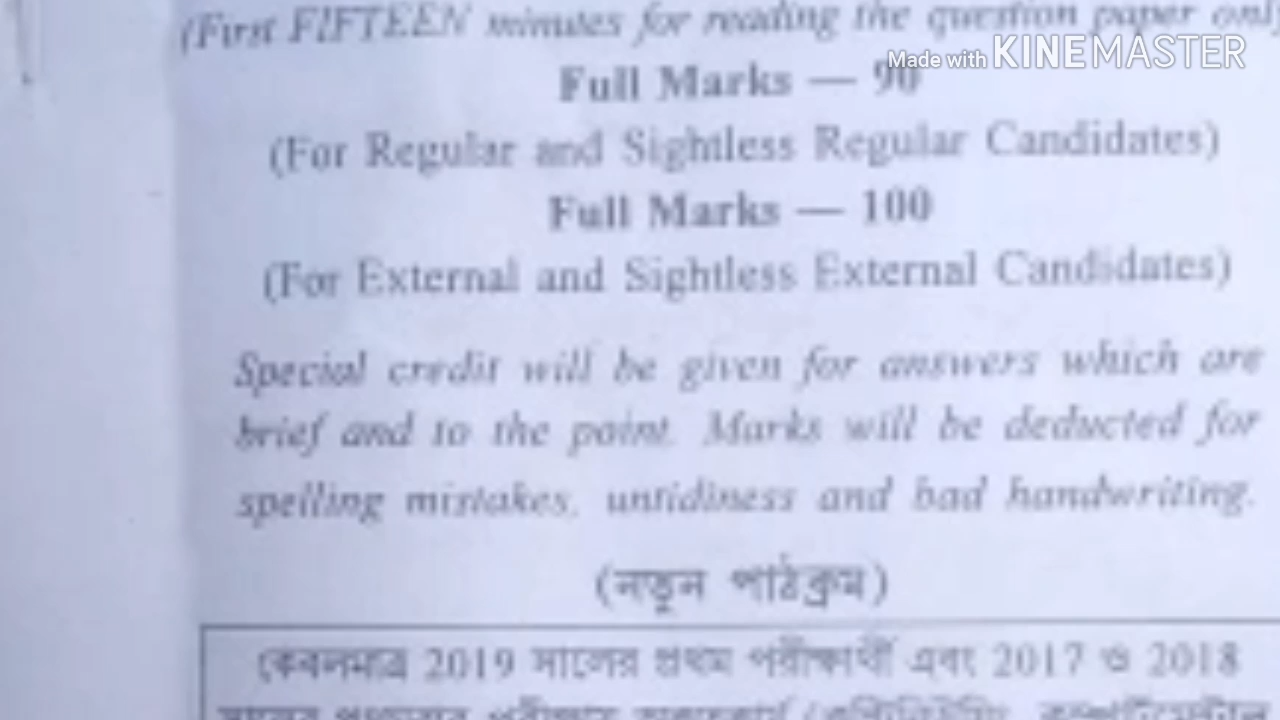 (First FIFTEEN minutes for reading the question paper only
Made with KINEMASTER
Full Marks — 90
(For Regular and Sightless Regular Candidates)
Full Marks — 100
(For External and Sightless External Candidates)
Special credit will be given for answers which are
brief and to the point. Marks will be deducted for
spelling mistakes, untidiness and bad handwriting.
(নতুন পাঠক্রম)
কেবলমাত্র 2019 সালের প্রথম পরীক্ষার্থী এবং 2017 ও 2018